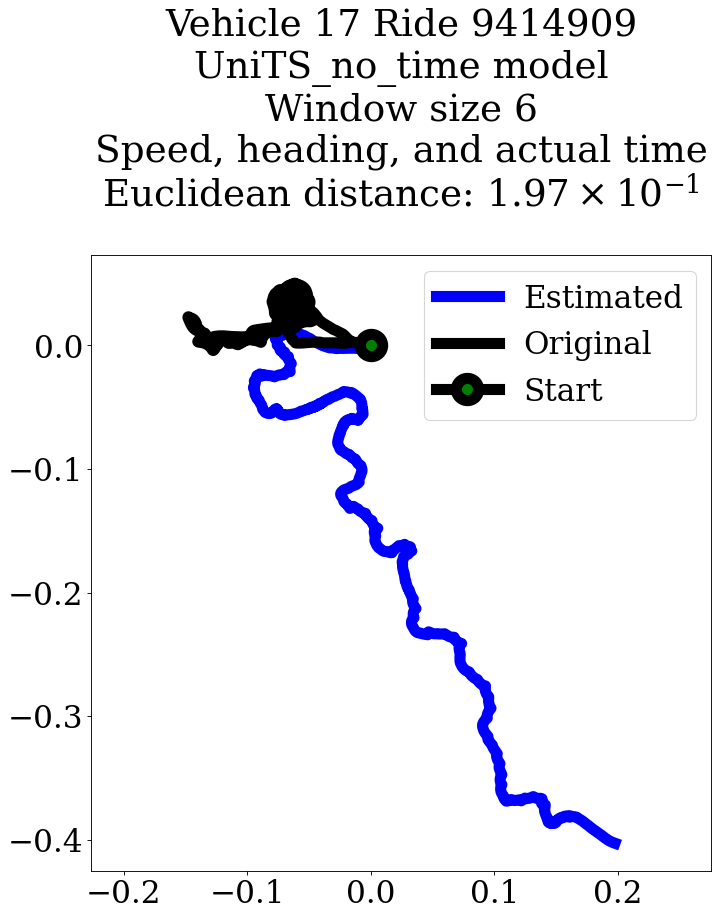 Vehicle 17 Ride 9414909
UniTS_no_time model
Window size 6
Speed, heading, and actual time
Euclidean distance: 1.97 × 10⁻¹
Estimated
Original
Start
0.0
−0.1
−0.2
−0.3
−0.4
−0.2 −0.1 0.0 0.1 0.2